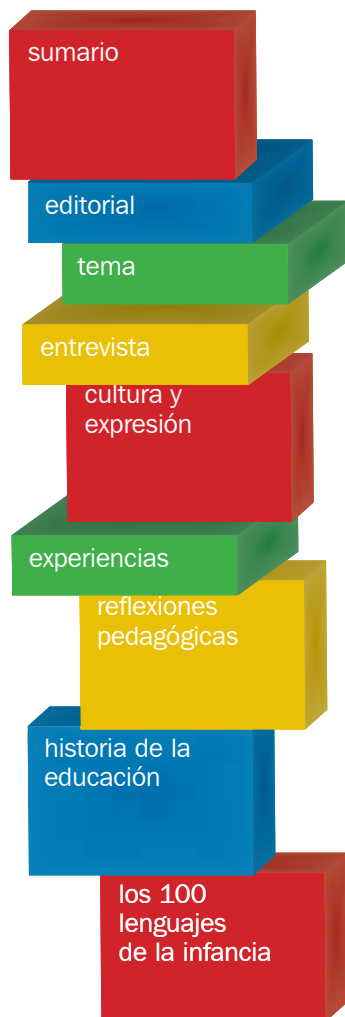 sumario
editorial
tema
entrevista
cultura y
expresión
experiencias
reflexiones
pedagógicas
historia de la
educación
los 100
lenguajes
de la infancia